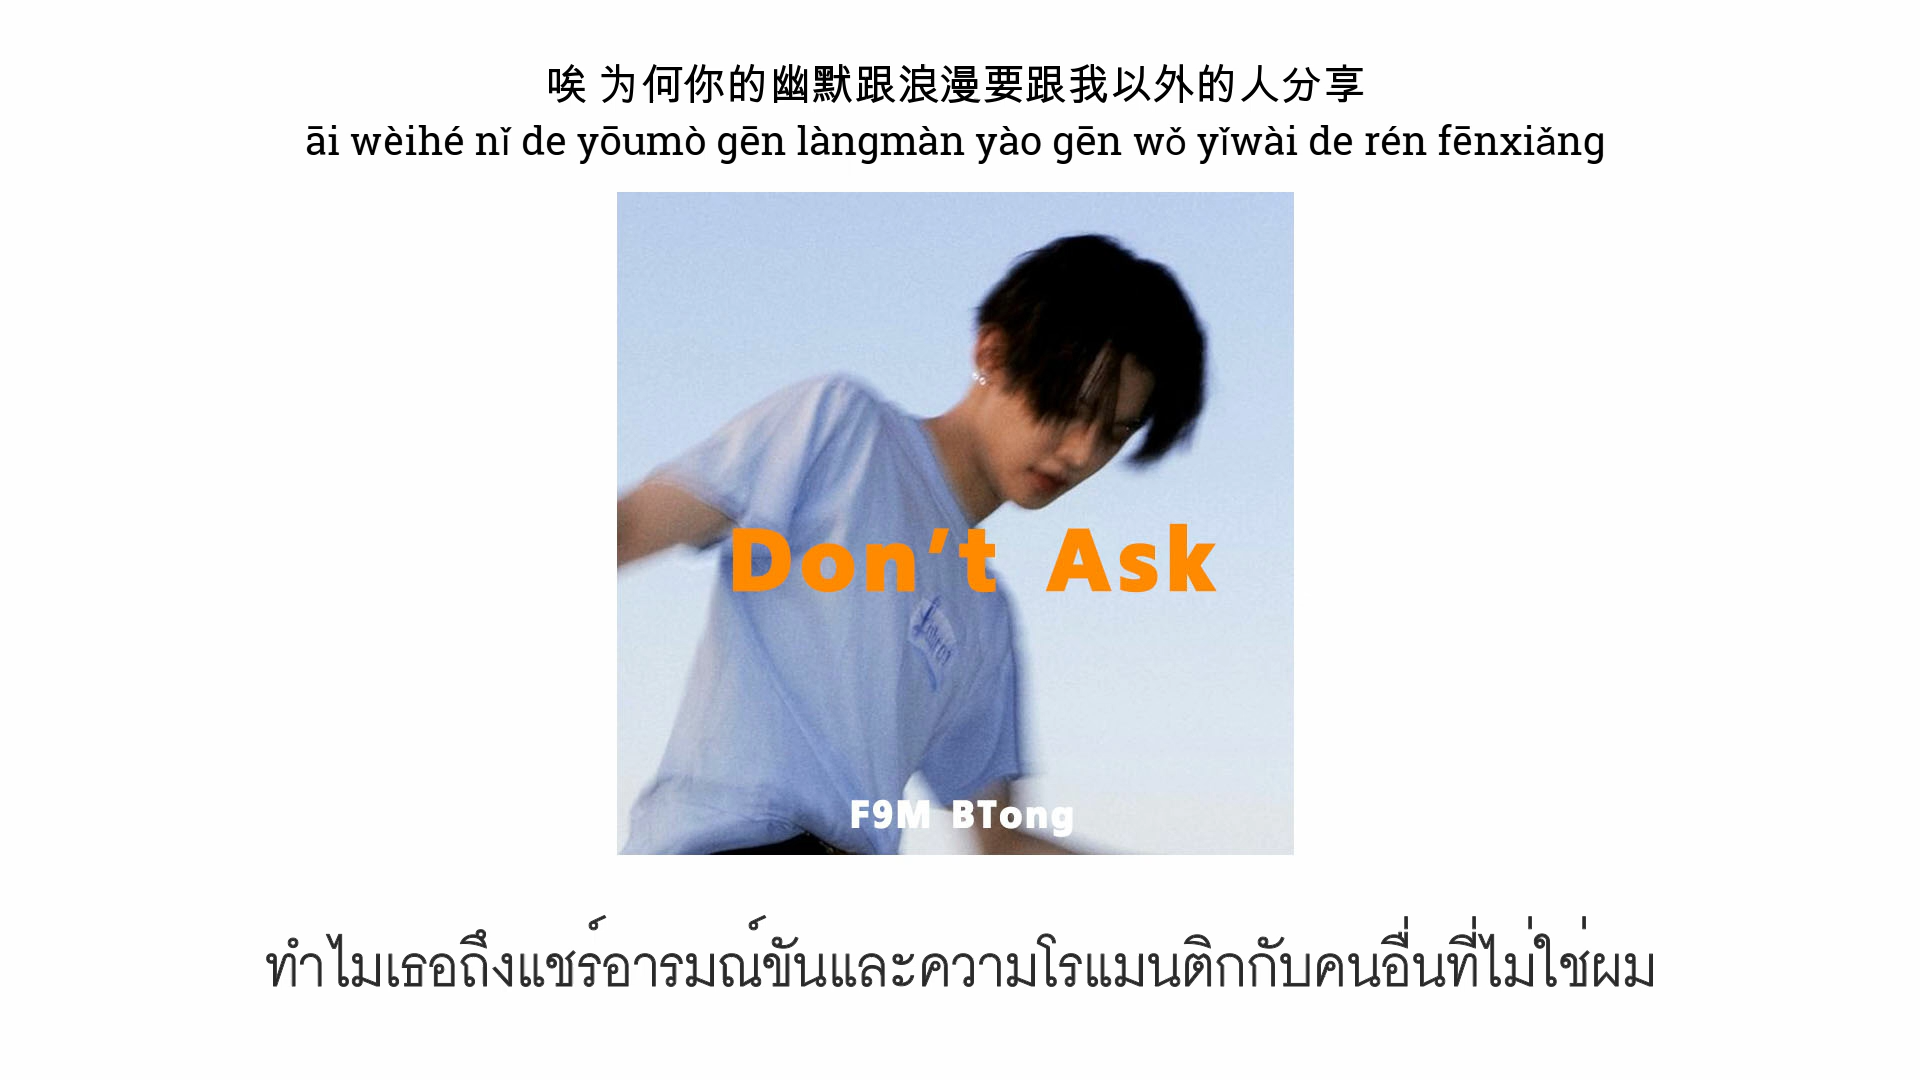 唉 为何你的幽默跟浪漫要跟我以外的人分享
āi wèihé nǐ de yōumò gēn làngmàn yào gēn wǒ yǐwài de rén fēnxiǎng
Don't Ask
F9M BTong
ทำไมเธอถึงแชร์อารมณ์ขันและความโรแมนติกกับคนอื่นที่ไม่ใช่ผม